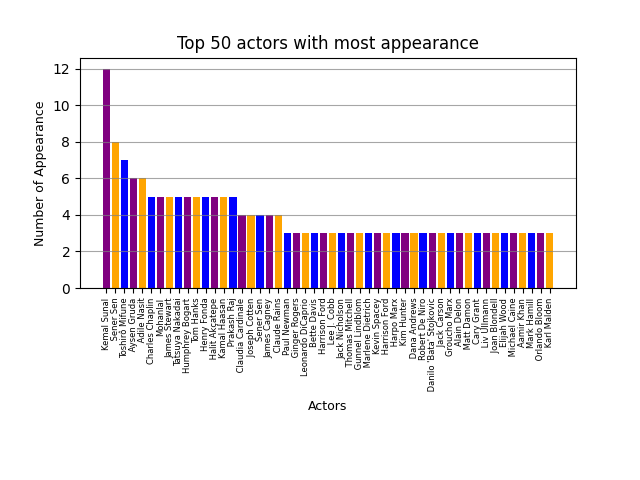 Top 50 actors with most appearance
Number of Appearance
12
10
8
6
4
2
0
Kemal Sunal
Sener Sen
Toshirô Mifune
Aysen Gruda
Adile Nasit
Charles Chaplin
Mohanlal
James Stewart
Tatsuya Nakadai
Humphrey Bogart
Tom Hanks
Henry Fonda
Halit Akçatepe
Kamal Haasan
Prakash Raj
Claudia Cardinale
Joseph Cotten
Sener Sen
James Cagney
Claude Rains
Paul Newman
Ginger Rogers
Leonardo DiCaprio
Bette Davis
Harrison Ford
Lee J. Cobb
Jack Nicholson
Thomas Mitchell
Gunnel Lindblom
Marlene Dietrich
Kevin Spacey
Harrison Ford
Harpo Marx
Kim Hunter
Dana Andrews
Robert De Niro
Danilo 'Bata' Stojkovic
Jack Carson
Groucho Marx
Alain Delon
Matt Damon
Cary Grant
Liv Ullmann
Joan Blondell
Elijah Wood
Michael Caine
Aamir Khan
Mark Hamill
Orlando Bloom
Karl Malden
Actors